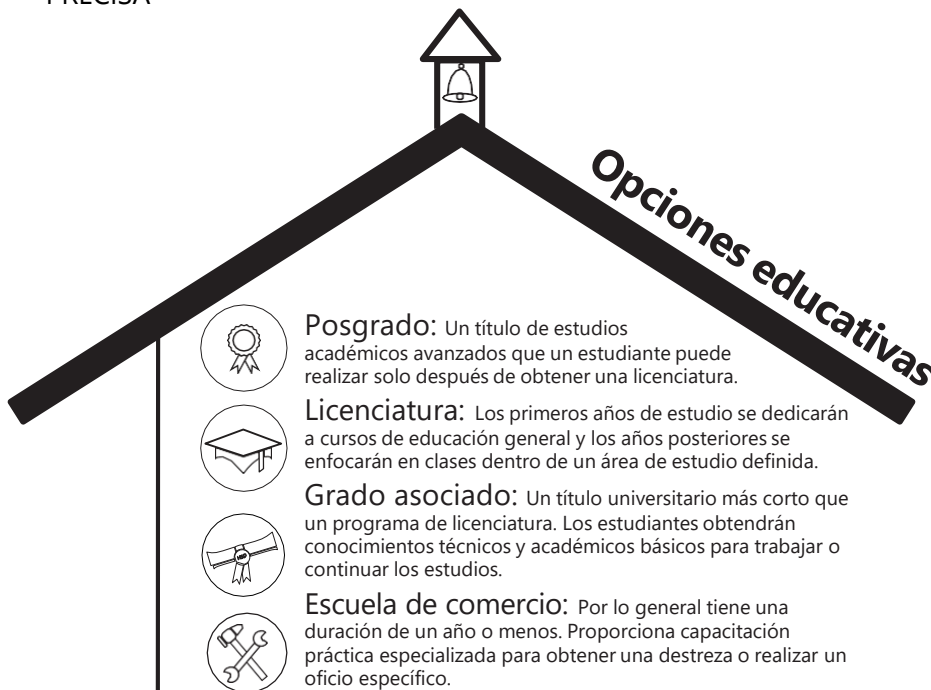 PRECISA
Opciones educativas
Posgrado: Un título de estudios
académicos avanzados que un estudiante puede
realizar solo después de obtener una licenciatura.
Licenciatura: Los primeros años de estudio se dedicarán
a cursos de educación general y los años posteriores se
enfocarán en clases dentro de un área de estudio definida.
Grado asociado: Un título universitario más corto que
un programa de licenciatura. Los estudiantes obtendrán
conocimientos técnicos y académicos básicos para trabajar o
continuar los estudios.
Escuela de comercio: Por lo general tiene una
duración de un año o menos. Proporciona capacitación
práctica especializada para obtener una destreza o realizar un
oficio específico.